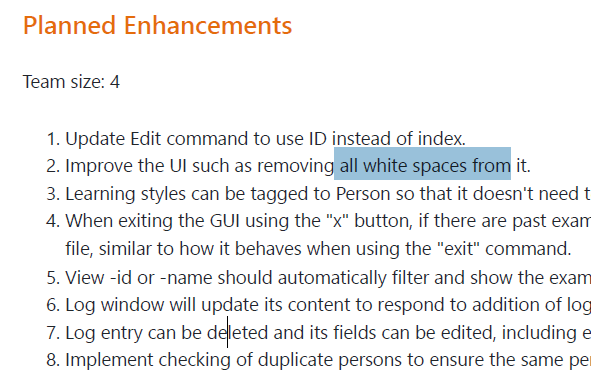 Planned Enhancements
Team size: 4
1. Update Edit command to use ID instead of index.
2. Improve the UI such as removing all white spaces from it.
3. Learning styles can be tagged to Person so that it doesn't need t
4. When exiting the GUI using the "x" button, if there are past exam
file, similar to how it behaves when using the "exit" command.
5. View -id or -name should automatically filter and show the exam
6. Log window will update its content to respond to addition of log
7. Log entry can be deleted and its fields can be edited, including e
8. Implement checking of duplicate persons to ensure the same pe